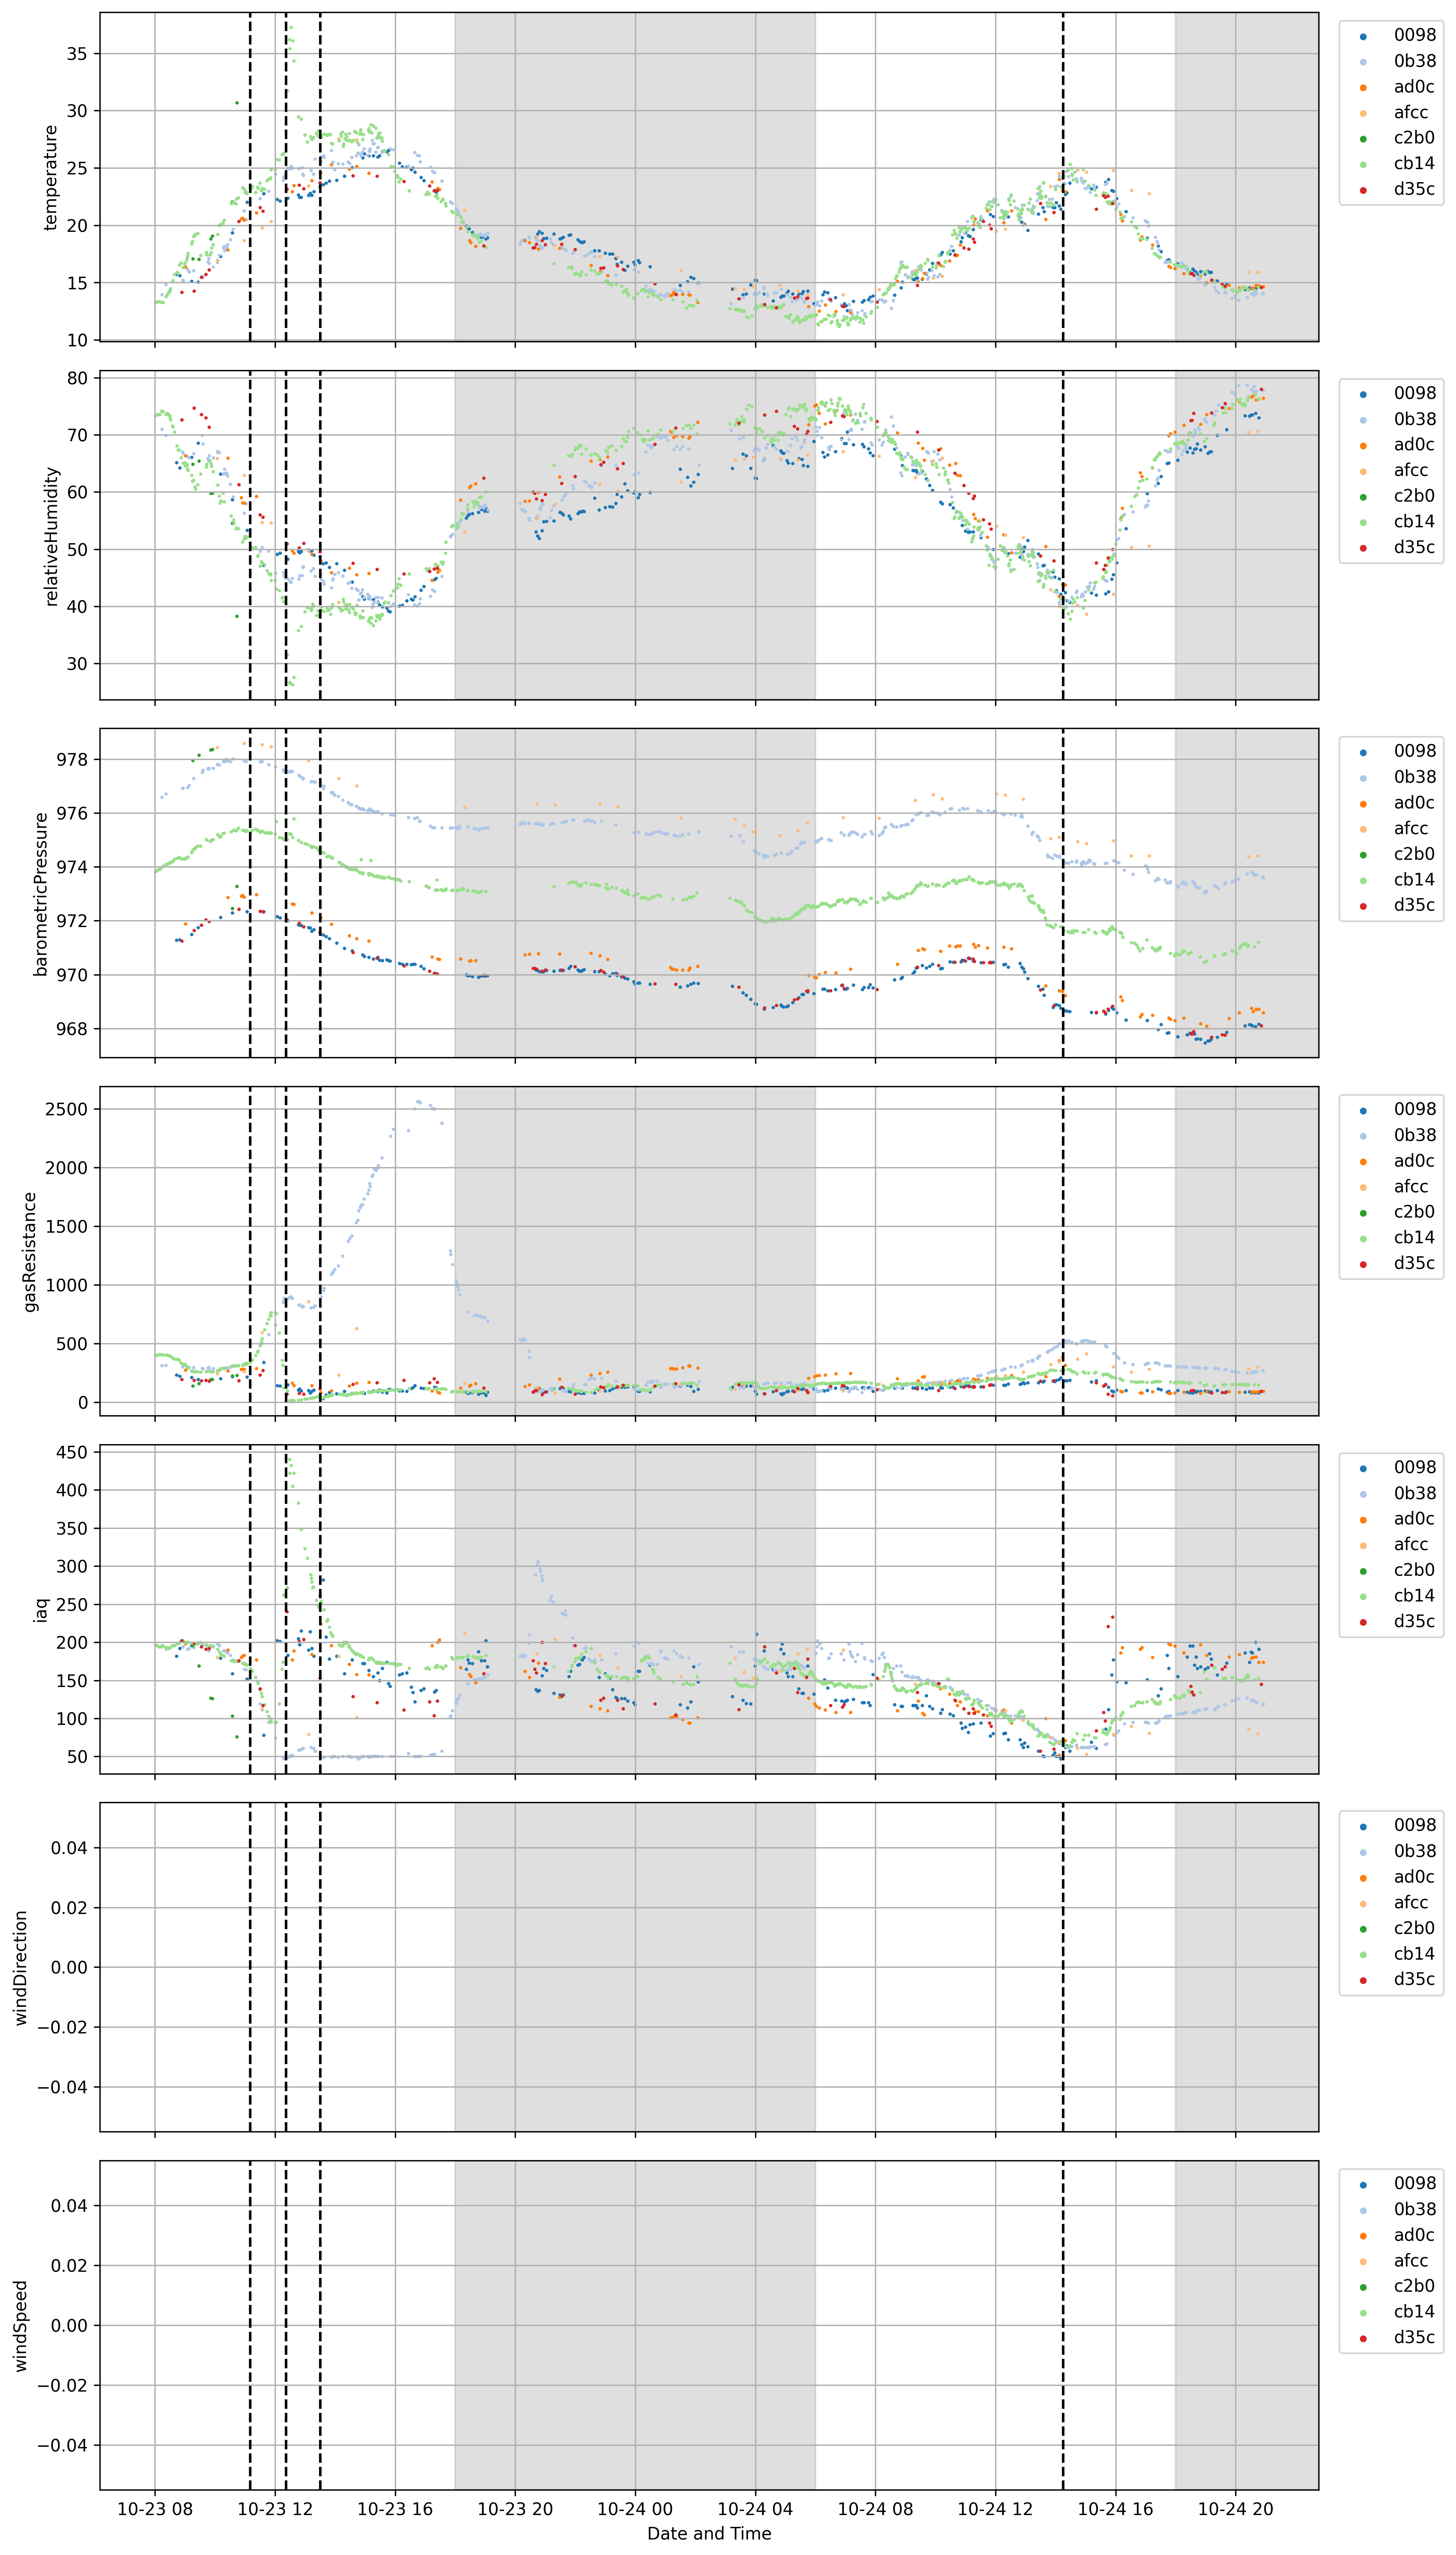 temperature
35
30
25
20
15
10
0098
0b38
ad0c
afcc
c2b0
cb14
d35c
relativeHumidity
80
70
60
50
40
30
0098
0b38
ad0c
afcc
c2b0
cb14
d35c
barometricPressure
978
976
974
972
970
968
0098
0b38
ad0c
afcc
c2b0
cb14
d35c
gasResistance
2500
2000
1500
1000
500
0
0098
0b38
ad0c
afcc
c2b0
cb14
d35c
iaq
450
400
350
300
250
200
150
100
50
0098
0b38
ad0c
afcc
c2b0
cb14
d35c
windDirection
0.04
0.02
0.00
−0.02
−0.04
0098
0b38
ad0c
afcc
c2b0
cb14
d35c
windSpeed
0.04
0.02
0.00
−0.02
−0.04
0098
0b38
ad0c
afcc
c2b0
cb14
d35c
10-23 08 10-23 12 10-23 16 10-23 20 10-24 00 10-24 04 10-24 08 10-24 12 10-24 16 10-24 20
Date and Time